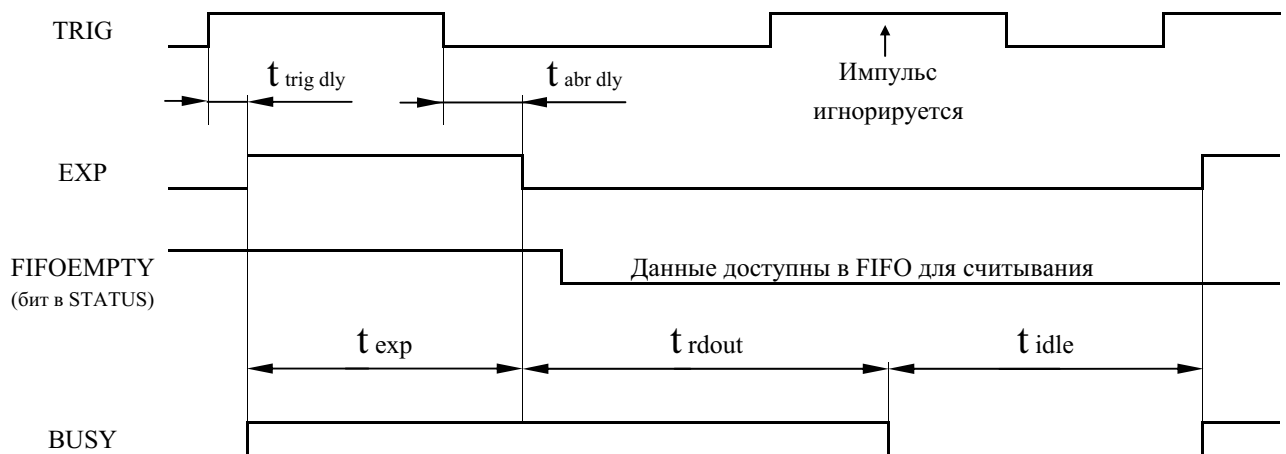 TRIG
t trig dly
t abr dly
Импульс
игнорируется
EXP
FIFOEMPTY
(бит в STATUS)
Данные доступны в FIFO для считывания
t exp
t rdout
t idle
BUSY